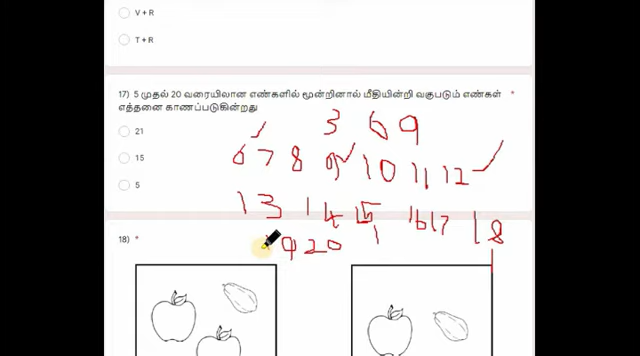 V + R
T + R
17) 5 முதல் 20 வரையிலான எண்களில் மூன்றினால் மீதியின்றி வகுபடும் எண்கள் *
எத்தனை காணப்படுகின்றது
3 6 9
21
6 7 8 9 10 11 12
15
5
13 14 15 16 17 18
18) *
19 20